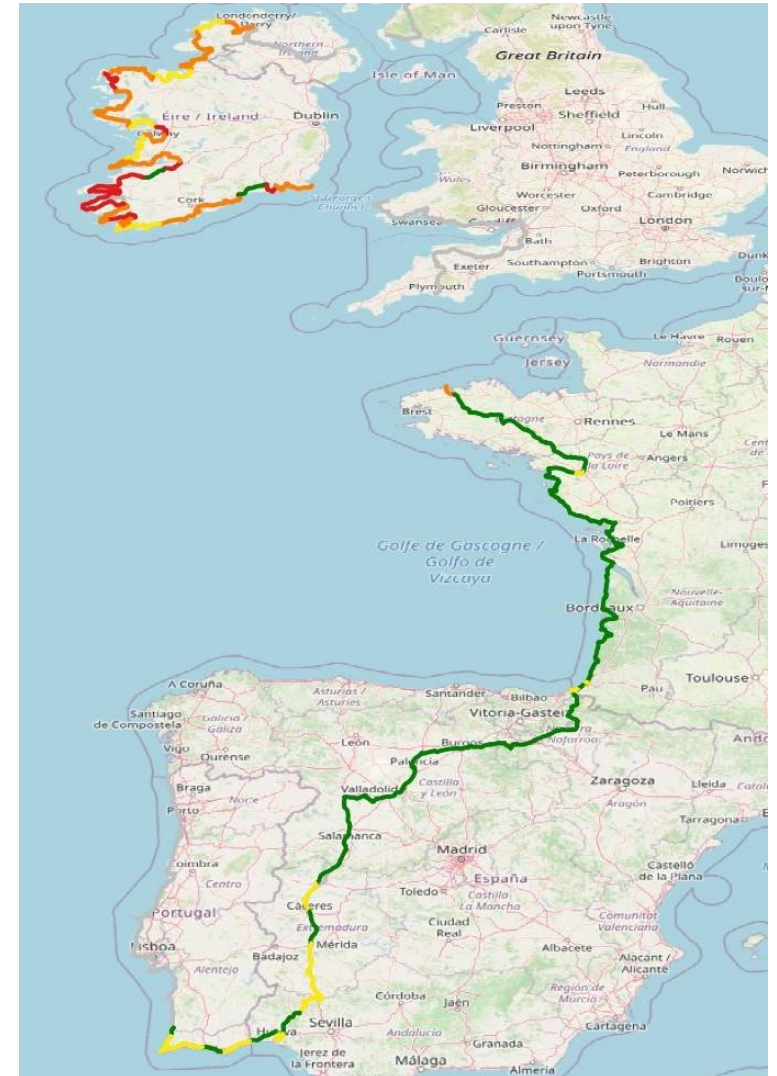 Londonderry/
Derry
Northern
Ireland
Carlisle
Newcastle
upon Tyne
Great Britain
Isle of Man
Leeds
Preston
Hull
Liverpool
Sheffield
Éire / Ireland
Dublin
Lincoln
Nottingham
England
Galway
Birmingham
Peterborough
Norwich
Wales
Worcester
Cambridge
Cork
St George's
Channel
Gloucester
Oxford
Swansea
London
Bath
Southampton
Brighton
Exeter
Portsmouth
Plymouth
Guernsey
Le Havre
Rouen
Jersey
Normandie
Brest
Rennes
Le Mans
Pays de
la Loire
Angers
Poitiers
La Rochelle
Limoges
Golfe de Gascogne /
Golfo de
Vizcaya
Nouvelle-
Aquitaine
Bordeaux
Toulouse
A Coruña
Asturias /
Asturies
Santander
Bilbao
Pau
Santiago
de Compostela
Vitoria-Gasteiz
Galicia /
Galiza
León
Burgos
Vigo
Ourense
Palencia
Braga
Norte
Valladolid
Castilla
y León
Zaragoza
Lleida
Porto
Aragón
Tarragona
Salamanca
Coimbra
Madrid
Castelló
de la Plana
Centro
España
Toledo
Cáceres
Castilla
La Mancha
Portugal
Extremadura
Ciudad
Real
Comunitat
Valenciana
Lisboa
Badajoz
Mérida
Albacete
Alacant /
Alicante
Alentejo
Córdoba
Jaén
Región de
Murcia
Huelva
Sevilla
Andalucía
Granada
Cartagena
Jerez de
la Frontera
Málaga
Almería